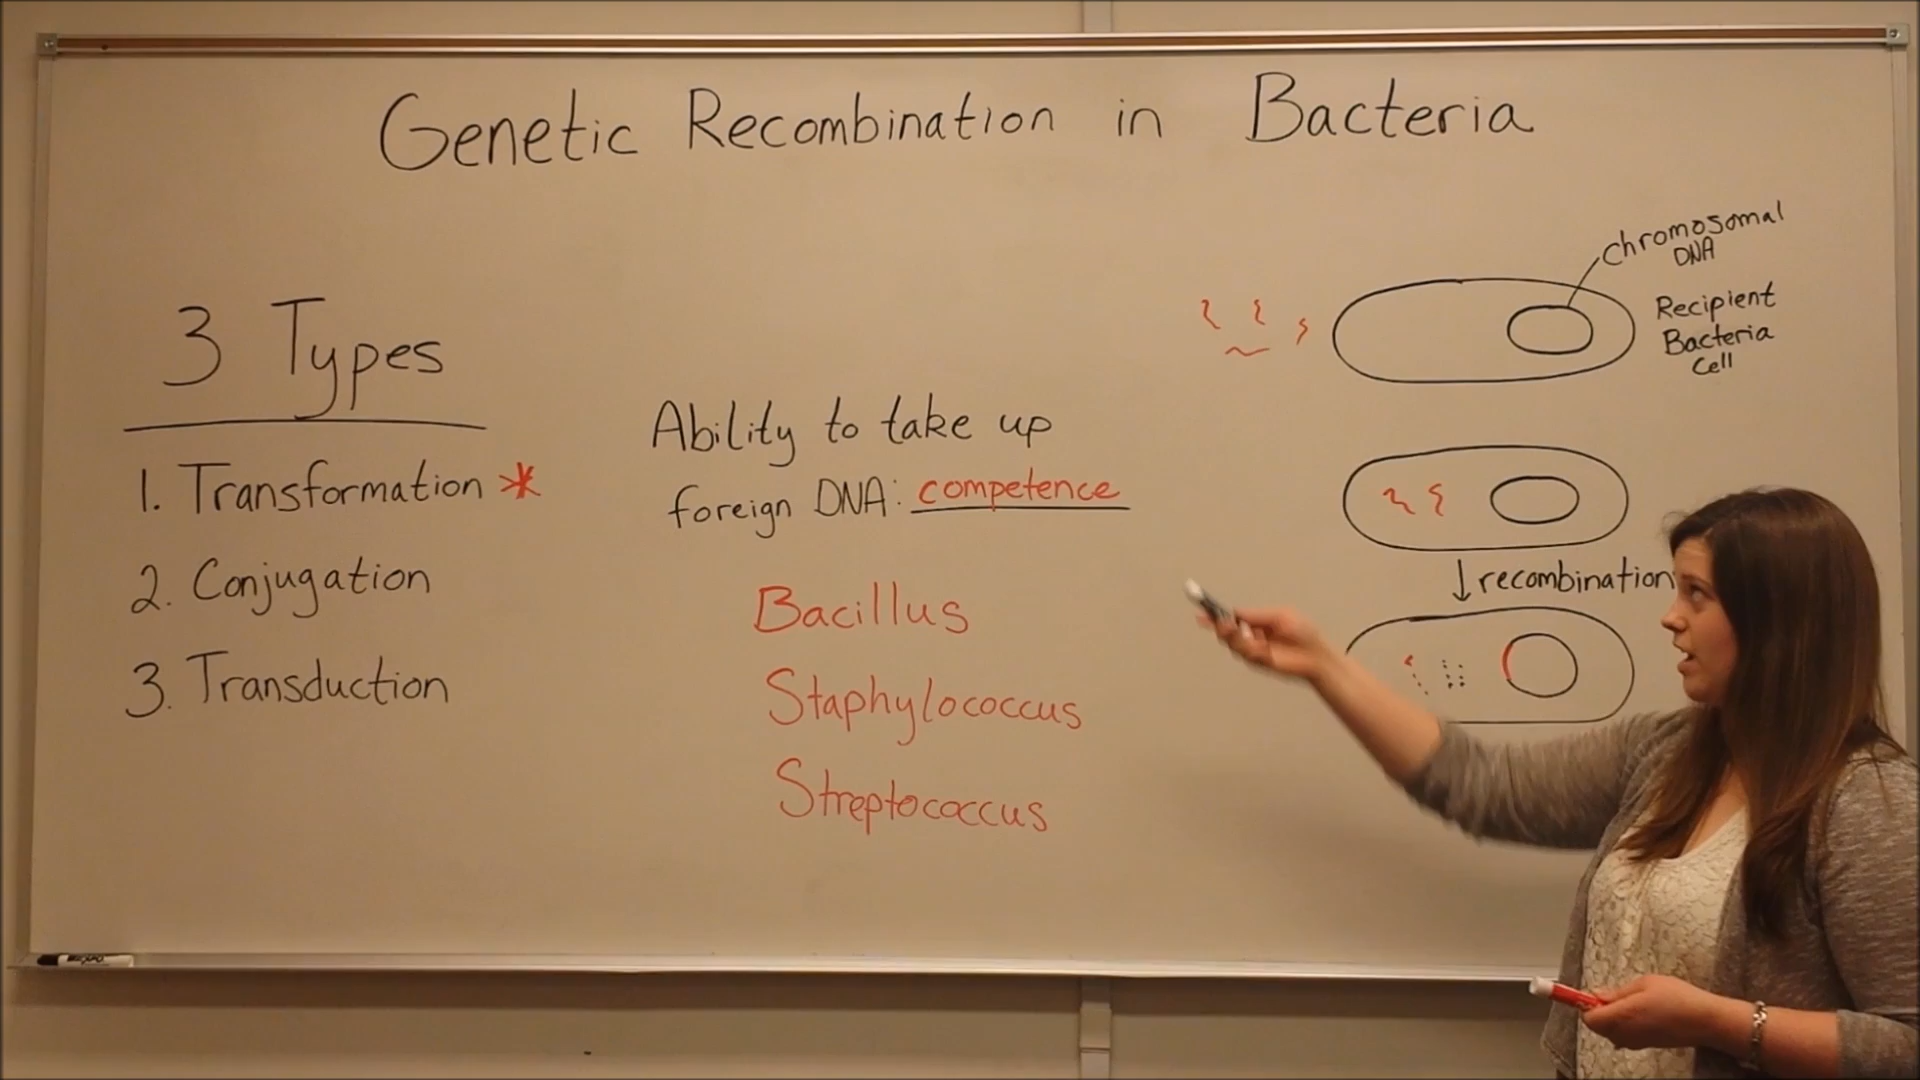 Genetic Recombination in Bacteria
3 Types
1. Transformation *
2. Conjugation
3. Transduction
Ability to take up
foreign DNA: competence
Bacillus
Staphylococcus
Streptococcus
chromosomal
DNA
Recipient
Bacteria
Cell
↓ recombination